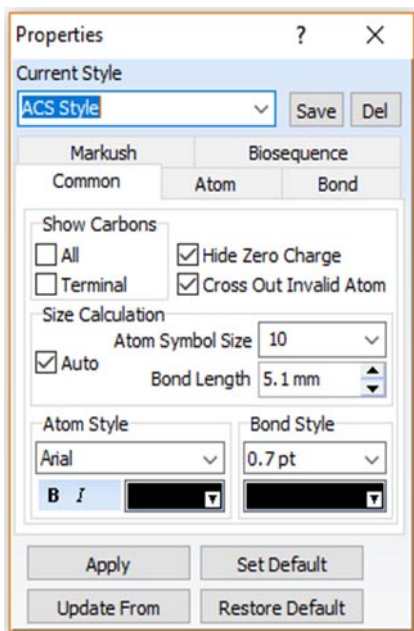 Properties ?
Current Style
ACS Style Save Del
Markush Biosequence
Common Atom Bond
Show Carbons
All Hide Zero Charge
Terminal Cross Out Invalid Atom
Size Calculation
Atom Symbol Size 10
Auto
Bond Length 5.1 mm
Atom Style Bond Style
Arial 0.7 pt
B I
Apply Set Default
Update From Restore Default